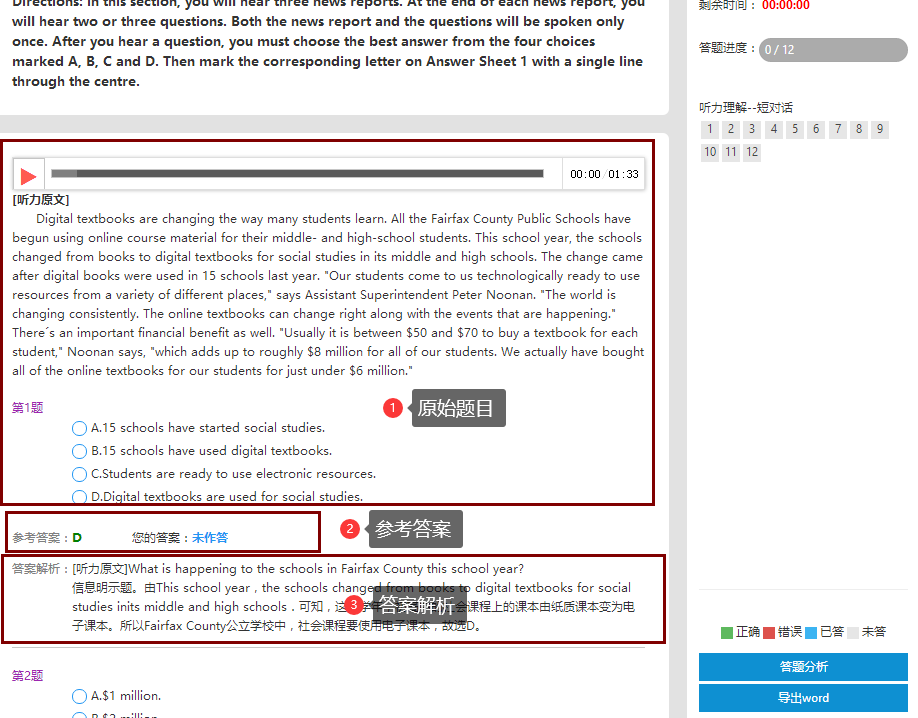 Directions: In this section, you will hear three news reports. At the end of each news report, you
will hear two or three questions. Both the news report and the questions will be spoken only
once. After you hear a question, you must choose the best answer from the four choices
marked A, B, C and D. Then mark the corresponding letter on Answer Sheet 1 with a single line
through the centre.
00:00 01:33
[听力原文]
Digital textbooks are changing the way many students learn. All the Fairfax County Public Schools have
begun using online course material for their middle- and high-school students. This school year, the schools
changed from books to digital textbooks for social studies in its middle and high schools. The change came
after digital books were used in 15 schools last year. "Our students come to us technologically ready to use
resources from a variety of different places," says Assistant Superintendent Peter Noonan. "The world is
changing consistently. The online textbooks can change right along with the events that are happening."
There´s an important financial benefit as well. "Usually it is between $50 and $70 to buy a textbook for each
student," Noonan says, "which adds up to roughly $8 million for all of our students. We actually have bought
all of the online textbooks for our students for just under $6 million."
第1题
1 原始题目
A.15 schools have started social studies.
B.15 schools have used digital textbooks.
C.Students are ready to use electronic resources.
D.Digital textbooks are used for social studies.
参考答案：D 您的答案：未作答
2 参考答案
答案解析：[听力原文]What is happening to the schools in Fairfax County this school year?
信息明示题。由This school year，the schools changed from books to digital textbooks for social
studies inits middle and high schools．可知，这 学年 会课程上的课本由纸质课本变为电
子课本。所以Fairfax County公立学校中，社会课程要使用电子课本，故选D。
3 答案解析
第2题
A.$1 million.
B.$2 million.
剩余时间： 00:00:00
答题进度： 0 / 12
听力理解--短对话
1 2 3 4 5 6 7 8 9
10 11 12
正确 错误 已答 未答
答题分析
导出word